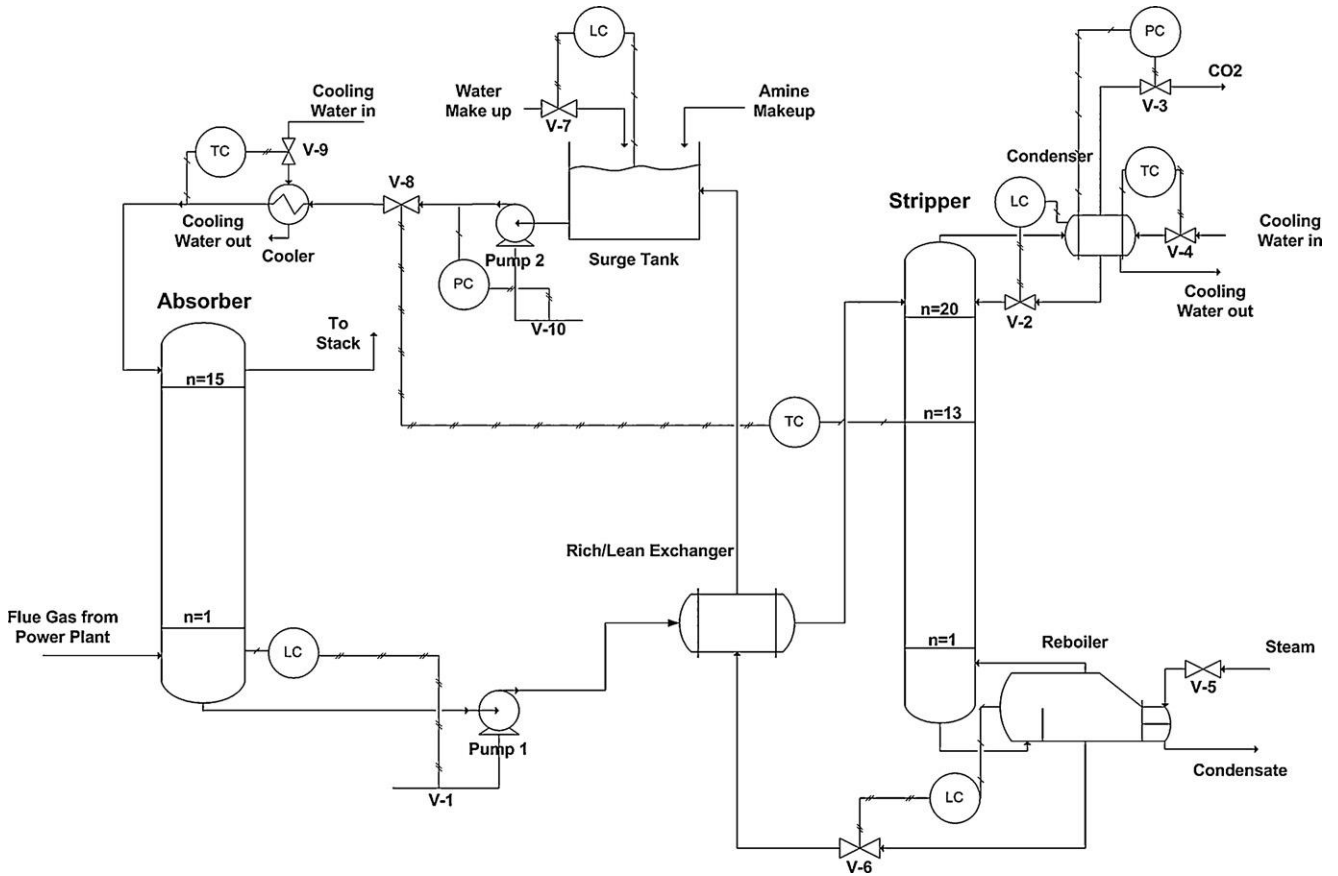 LC
PC
CO2
V-3
Water
Make up
Amine
Makeup
V-7
Cooling
Water in
TC
V-9
V-8
Condenser
TC
LC
Stripper
Cooling
Water in
V-4
Cooling
Water out
Cooler
Pump 2
Surge Tank
PC
V-10
Cooling
Water out
V-2
n=20
Absorber
To
Stack
n=15
n=13
TC
Rich/Lean Exchanger
Flue Gas from
Power Plant
n=1
LC
n=1
Reboiler
Steam
V-5
Pump 1
V-1
Condensate
LC
V-6